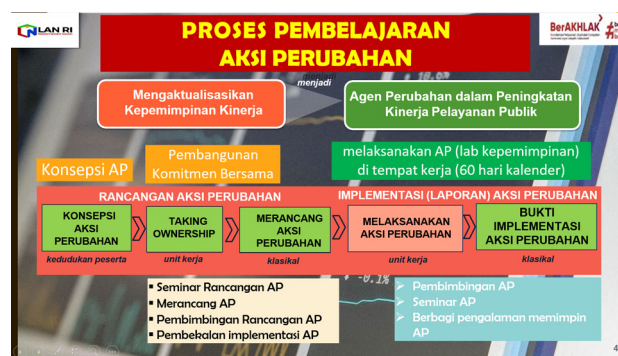 LAN RI
PROSES PEMBELAJARAN
AKSI PERUBAHAN
BerAKHLAK
#
Mengaktualisasikan
Kepemimpinan Kinerja
menjadi
Agen Perubahan dalam Peningkatan
Kinerja Pelayanan Publik
Konsepsi AP
Pembangunan
Komitmen Bersama
melaksanakan AP (lab kepemimpinan)
di tempat kerja (60 hari kalender)
RANCANGAN AKSI PERUBAHAN
IMPLEMENTASI (LAPORAN) AKSI PERUBAHAN
KONSEPSI
AKSI
PERUBAHAN
TAKING
OWNERSHIP
MERANCANG
AKSI
PERUBAHAN
MELAKSANAKAN
AKSI PERUBAHAN
BUKTI
IMPLEMENTASI
AKSI PERUBAHAN
kedudukan peserta
unit kerja
klasikal
unit kerja
klasikal
▪ Seminar Rancangan AP
▪ Merancang AP
▪ Pembimbingan Rancangan AP
▪ Pembekalan implementasi AP
-0.1%
➢ Pembimbingan AP
➢ Seminar AP
➢ Berbagi pengalaman memimpin
AP
4